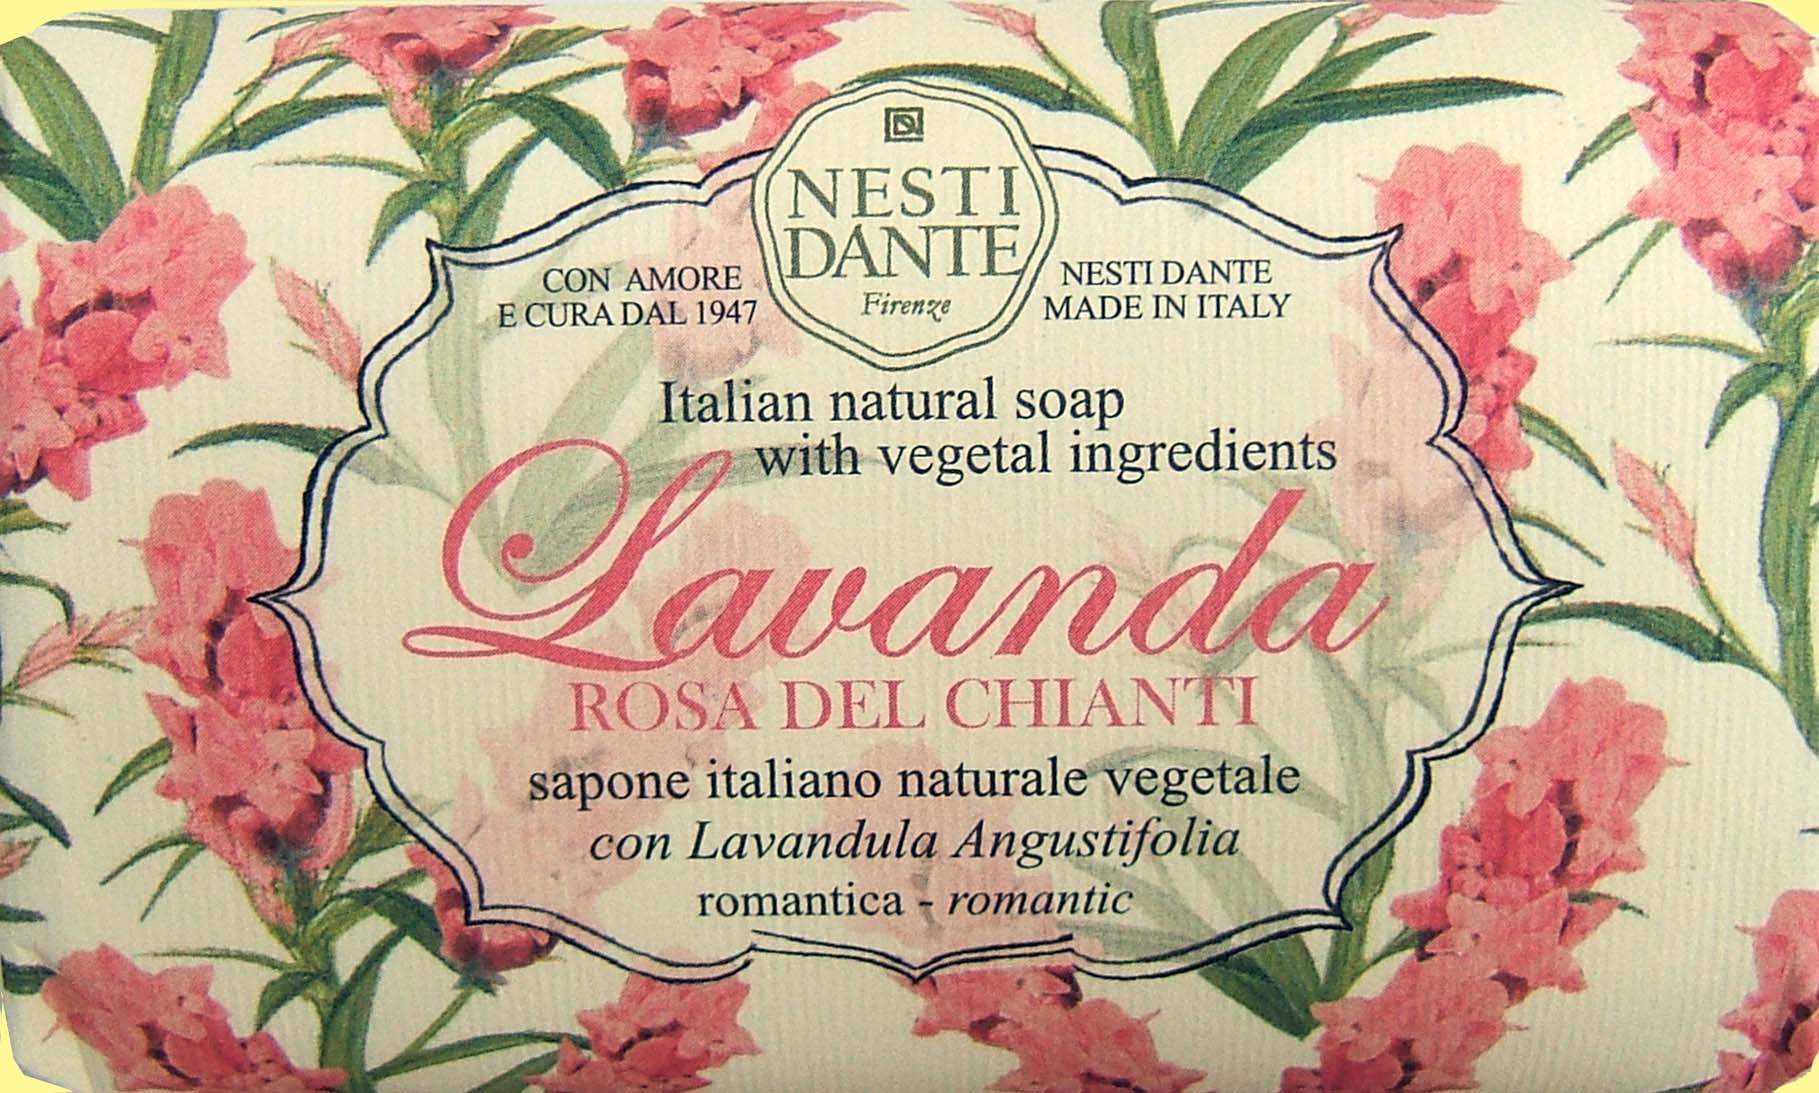 NESTI
DANTE
Firenze
CON AMORE
E CURA DAL 1947
NESTI DANTE
MADE IN ITALY
Italian natural soap
with vegetal ingredients
Lavanda
ROSA DEL CHIANTI
sapone italiano naturale vegetale
con Lavandula Angustifolia
romantica - romantic